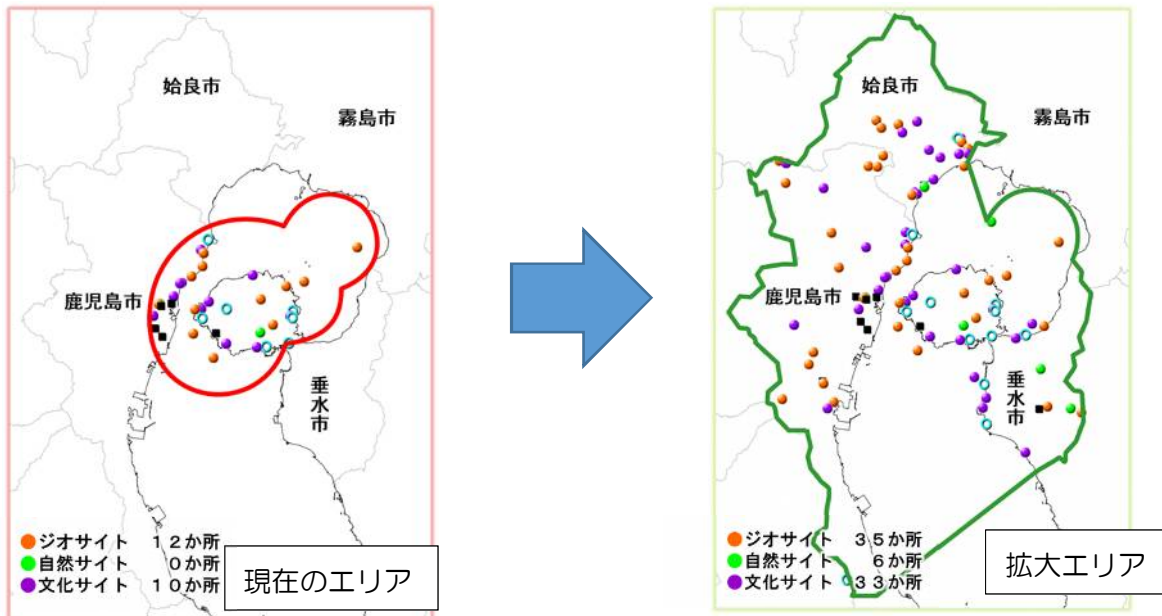 姶良市
霧島市
鹿児島市
垂水市
ジオサイト １２か所
自然サイト ０か所
文化サイト １０か所
現在のエリア
姶良市
霧島市
鹿児島市
垂水市
ジオサイト ３５か所
自然サイト ６か所
文化サイト ３３か所
拡大エリア